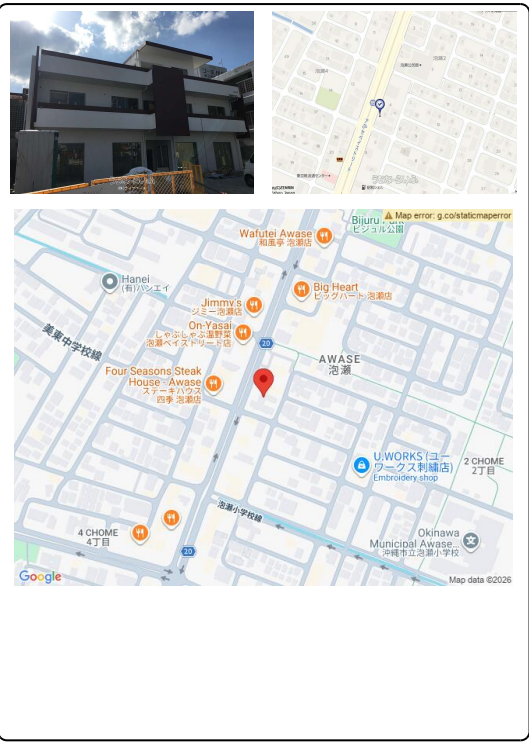 泡瀬4
泡瀬2
Map error: g.co/staticmaperror
Bijuru Park
ビジュル公園
Wafutei Awase
和風亭 泡瀬店
Hanei
(有)ハンエイ
Big Heart
ビッグハート 泡瀬店
Jimmy's
ジミー泡瀬店
On-Yasai
しゃぶしゃぶ温野菜
泡瀬ベイストリート店
美東中学校線
20
AWASE
泡瀬
Four Seasons Steak
House - Awase
ステーキハウス
四季 泡瀬店
U.WORKS (ユー
ワークス刺繍店)
Embroidery shop
2 CHOME
2丁目
泡瀬小学校線
4 CHOME
4丁目
20
Okinawa
Municipal Awase...
沖縄市立泡瀬小学校
Google
Map data ©2026